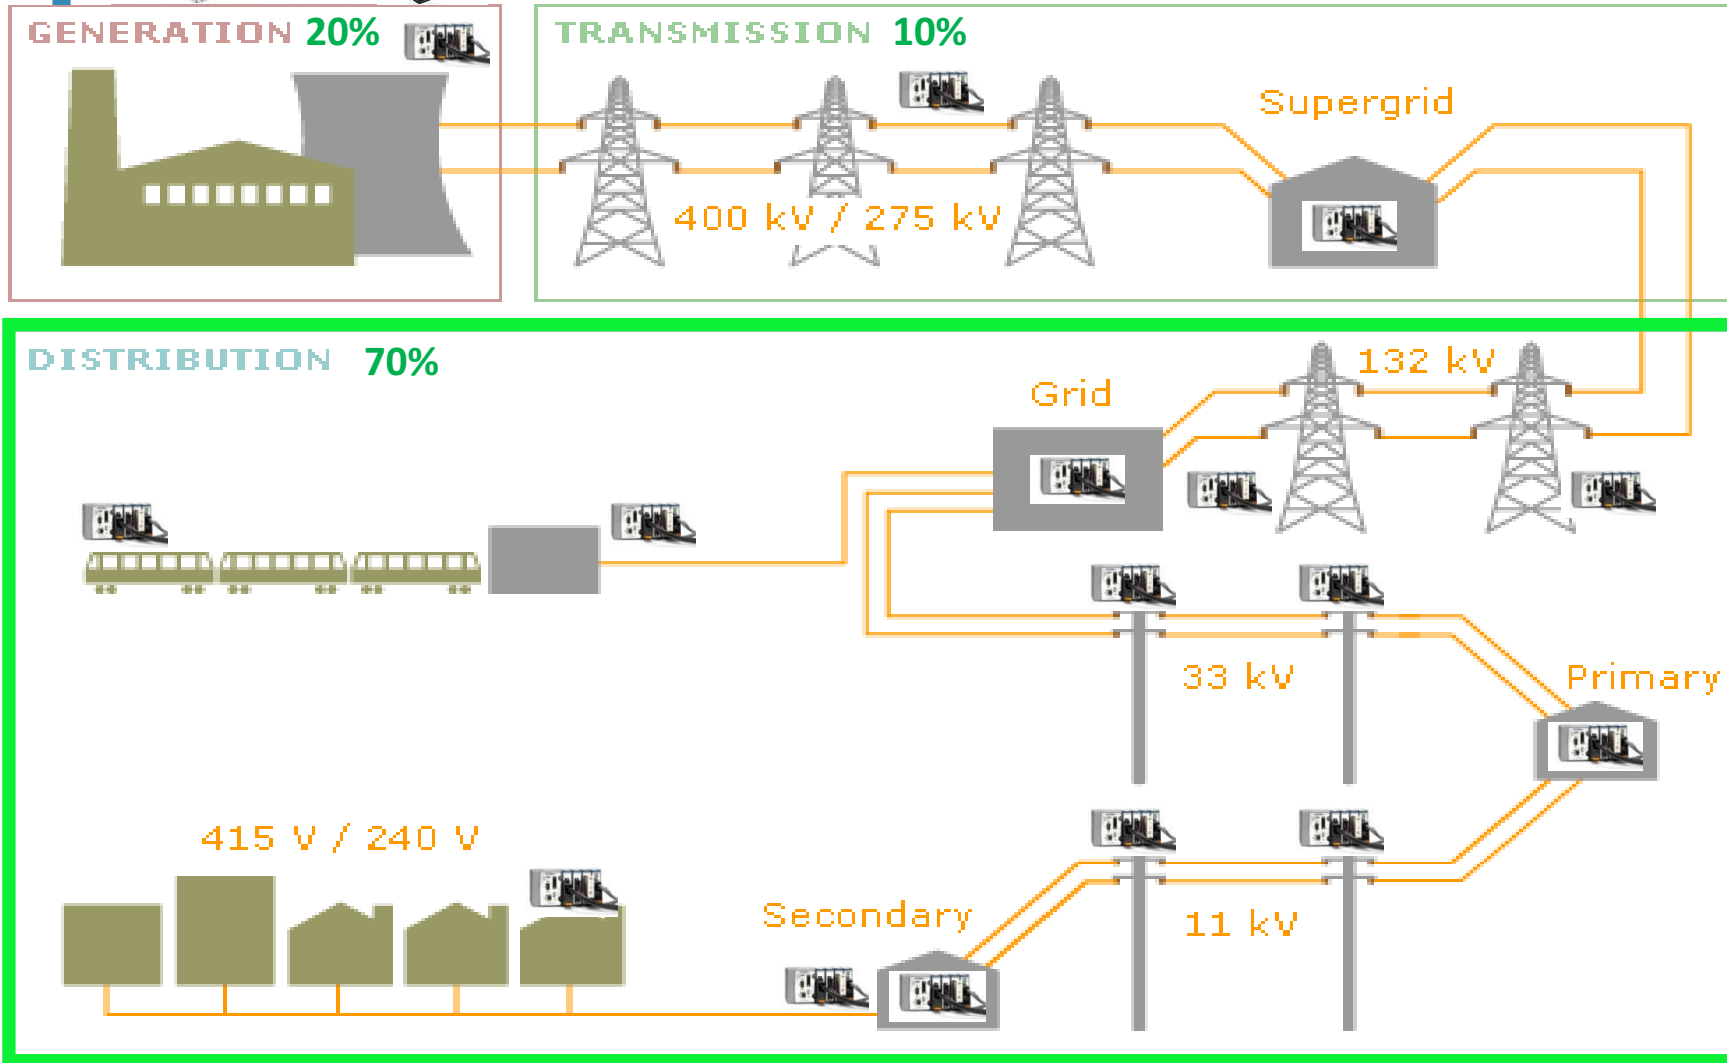 GENERATION 20%
TRANSMISSION 10%
Supergrid
400 kV / 275 kV
DISTRIBUTION 70%
132 kV
Grid
33 kV
Primary
415 V / 240 V
Secondary
11 kV